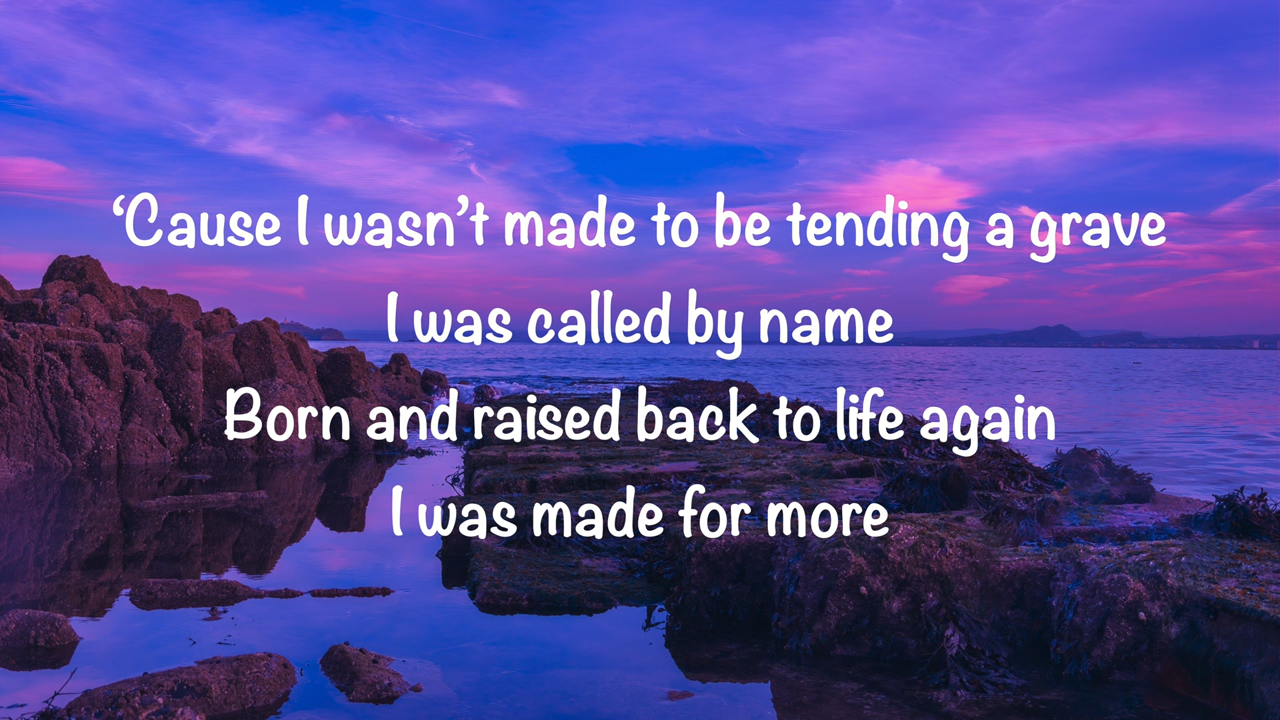 ‘Cause I wasn’t made to be tending a grave
I was called by name
Born and raised back to life again
I was made for more